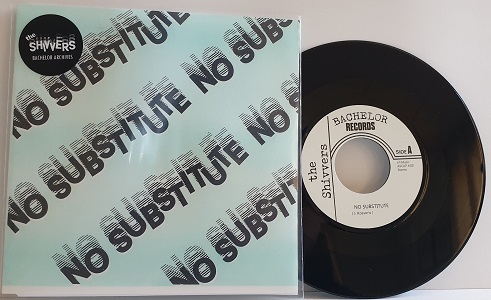 the
SHIVVERS
BACHELOR ARCHIVES
NO SUBSTITUTE
NO SUBSTITUTE
NO SUBSTITUTE
NO SUBSTITUTE
NO SUBST
BACHELOR
RECORDS
SIDE A
the
Shivvers
NO SUBSTITUTE